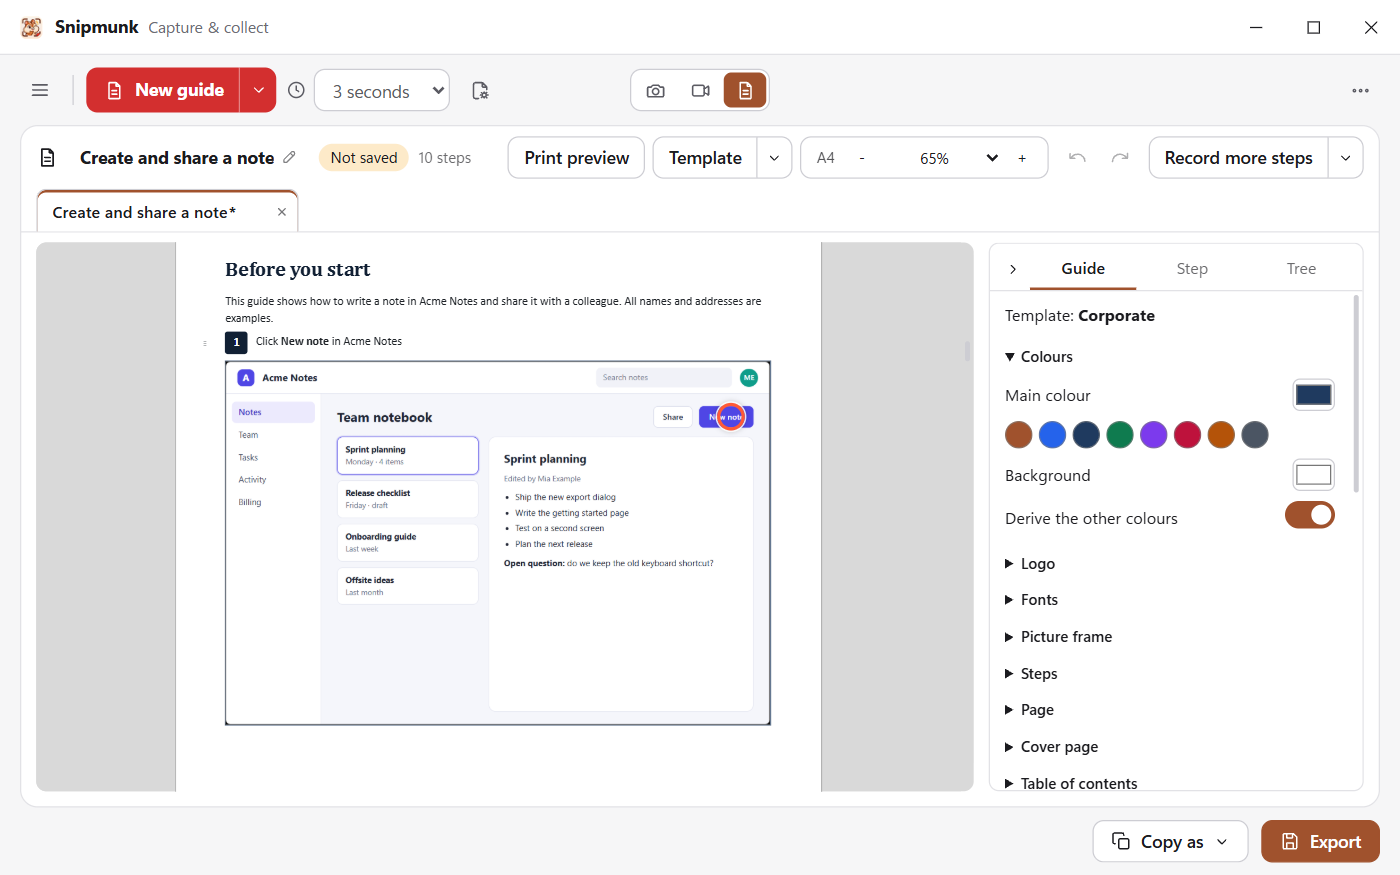 Snipmunk Capture & collect
New guide
3 seconds
Create and share a note
Not saved
10 steps
Print preview
Template
A4 - 65% +
Record more steps
Create and share a note* ×
Before you start
This guide shows how to write a note in Acme Notes and share it with a colleague. All names and addresses are
examples.
1 Click New note in Acme Notes
A Acme Notes
Search notes
ME
Notes
Team
Tasks
Activity
Billing
Team notebook
Share
New note
Sprint planning
Monday · 4 items
Release checklist
Friday · draft
Onboarding guide
Last week
Offsite ideas
Last month
Sprint planning
Edited by Mia Example
• Ship the new export dialog
• Write the getting started page
• Test on a second screen
• Plan the next release
Open question: do we keep the old keyboard shortcut?
Guide
Step
Tree
Template: Corporate
Colours
Main colour
Background
Derive the other colours
Logo
Fonts
Picture frame
Steps
Page
Cover page
Table of contents
Copy as
Export